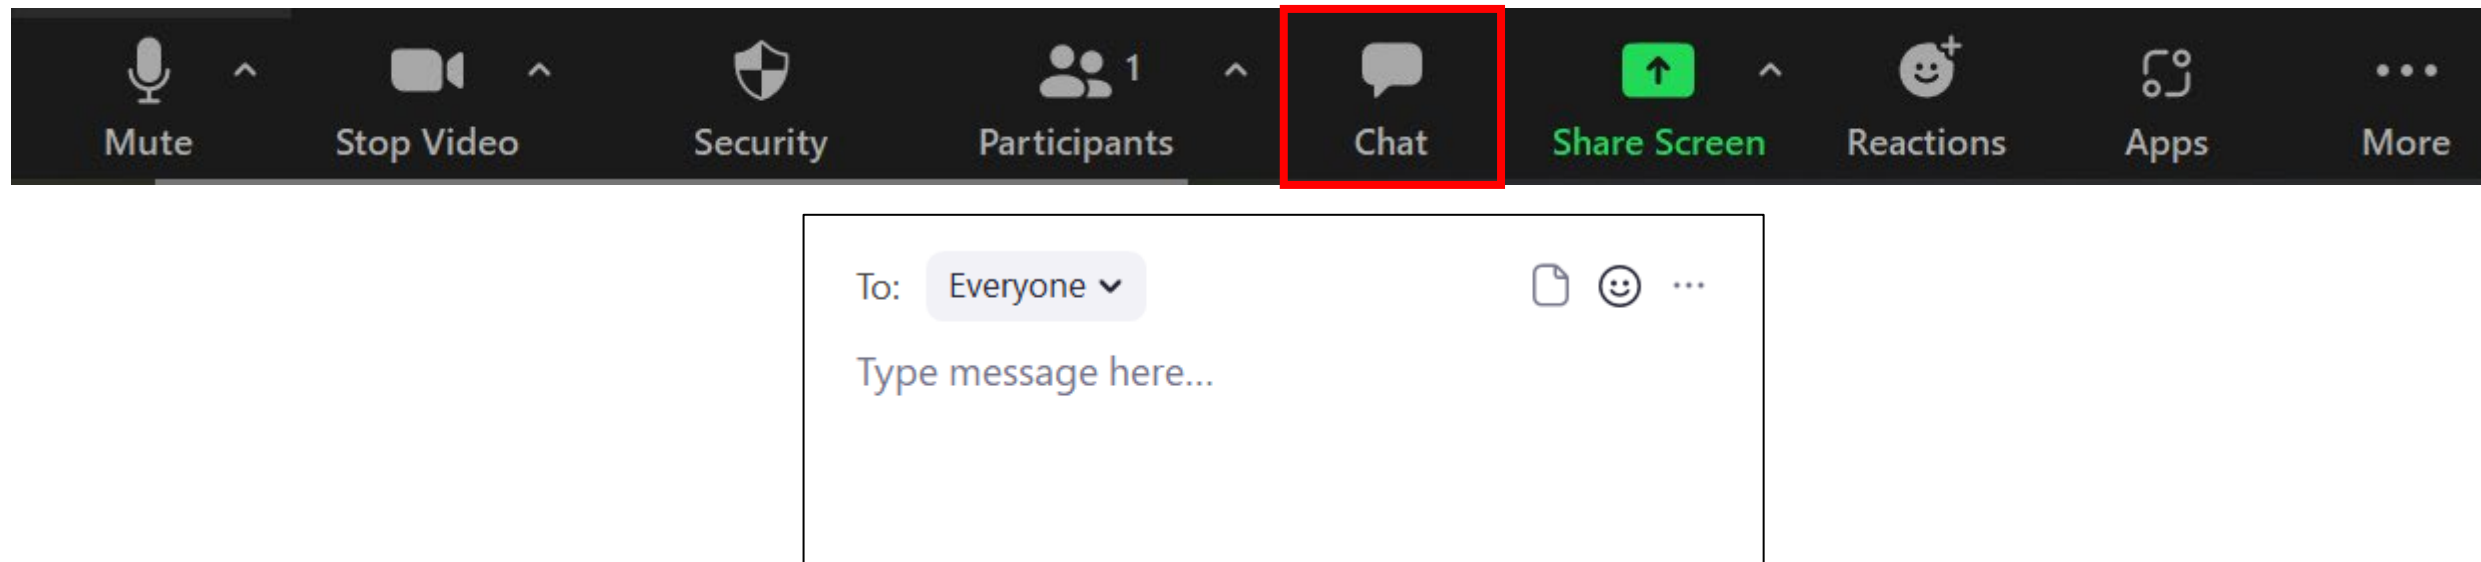 1
Mute Stop Video Security Participants Chat Share Screen Reactions Apps More
To: Everyone
Type message here...